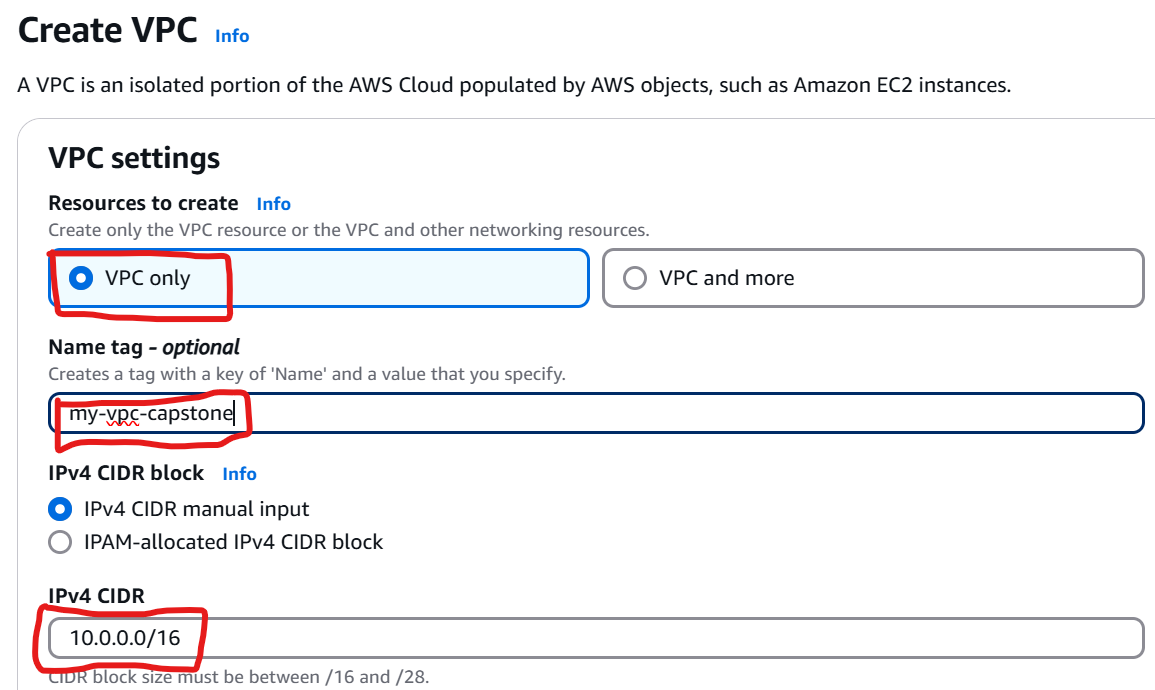 Create VPC Info
A VPC is an isolated portion of the AWS Cloud populated by AWS objects, such as Amazon EC2 instances.
VPC settings
Resources to create Info
Create only the VPC resource or the VPC and other networking resources.
VPC only
VPC and more
Name tag - optional
Creates a tag with a key of 'Name' and a value that you specify.
my-vpc-capstone
IPv4 CIDR block Info
IPv4 CIDR manual input
IPAM-allocated IPv4 CIDR block
IPv4 CIDR
10.0.0.0/16
CIDR block size must be between /16 and /28.